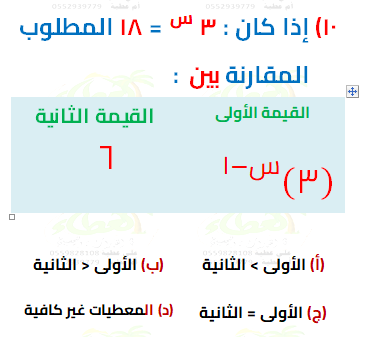 ١٠) إذا كان : ٣ س = ١٨ المطلوب
المقارنة بين :
القيمة الأولى القيمة الثانية
(٣)س−١ ٦
(أ) الأولى > الثانية (ب) الأولى < الثانية
(ج) الأولى = الثانية (د) المعطيات غير كافية